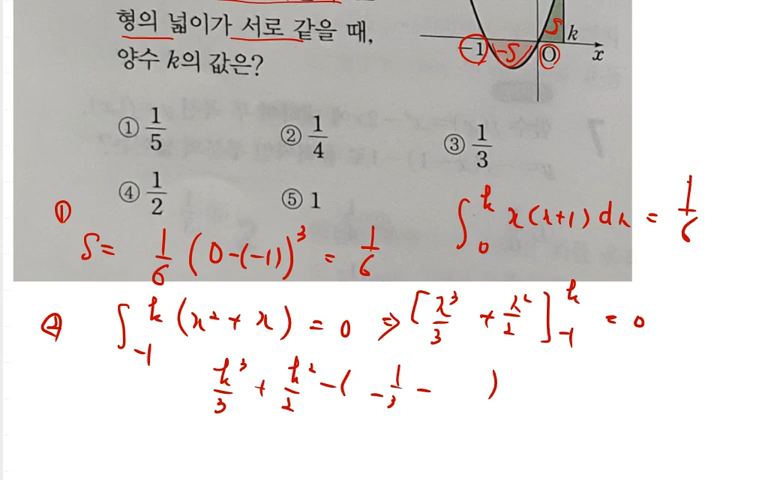 형의 넓이가 서로 같을 때,
양수 k의 값은?
-1 -S O S k x
① 1/5 ② 1/4 ③ 1/3
④ 1/2 ⑤ 1
① S = 1/6 (0-(-1))³ = 1/6
∫₀ᵏ x(x+1) dx = 1/6
② ∫₋₁ᵏ (x² + x) = 0 ⇒ [x³/3 + x²/2]₋₁ᵏ = 0
k³/3 + k²/2 - ( -1/3 - )